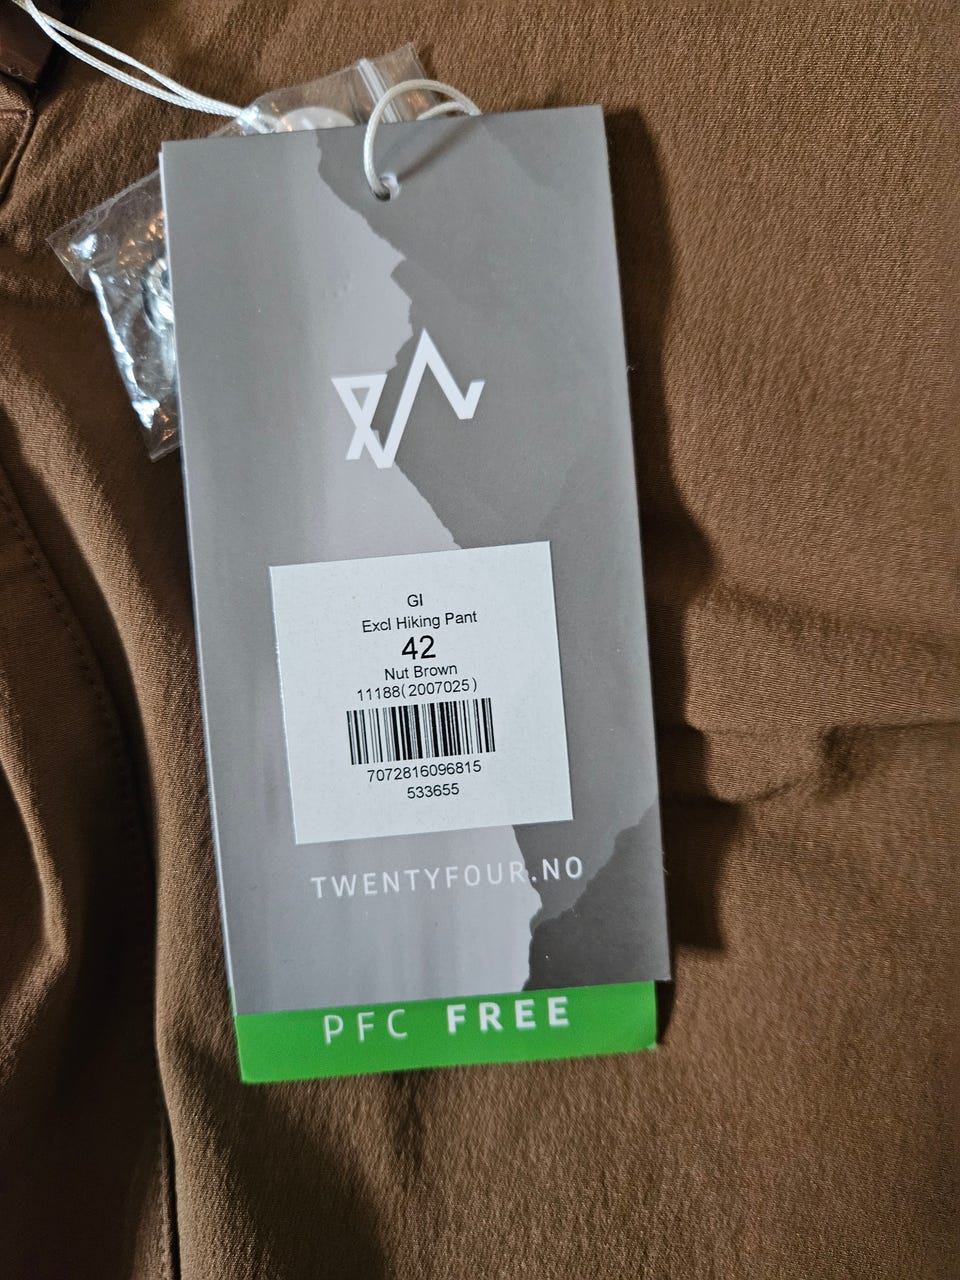 GI
Excl Hiking Pant
42
Nut Brown
11188(2007025)
7072816096815
533655
TWENTYFOUR.NO
PFC FREE